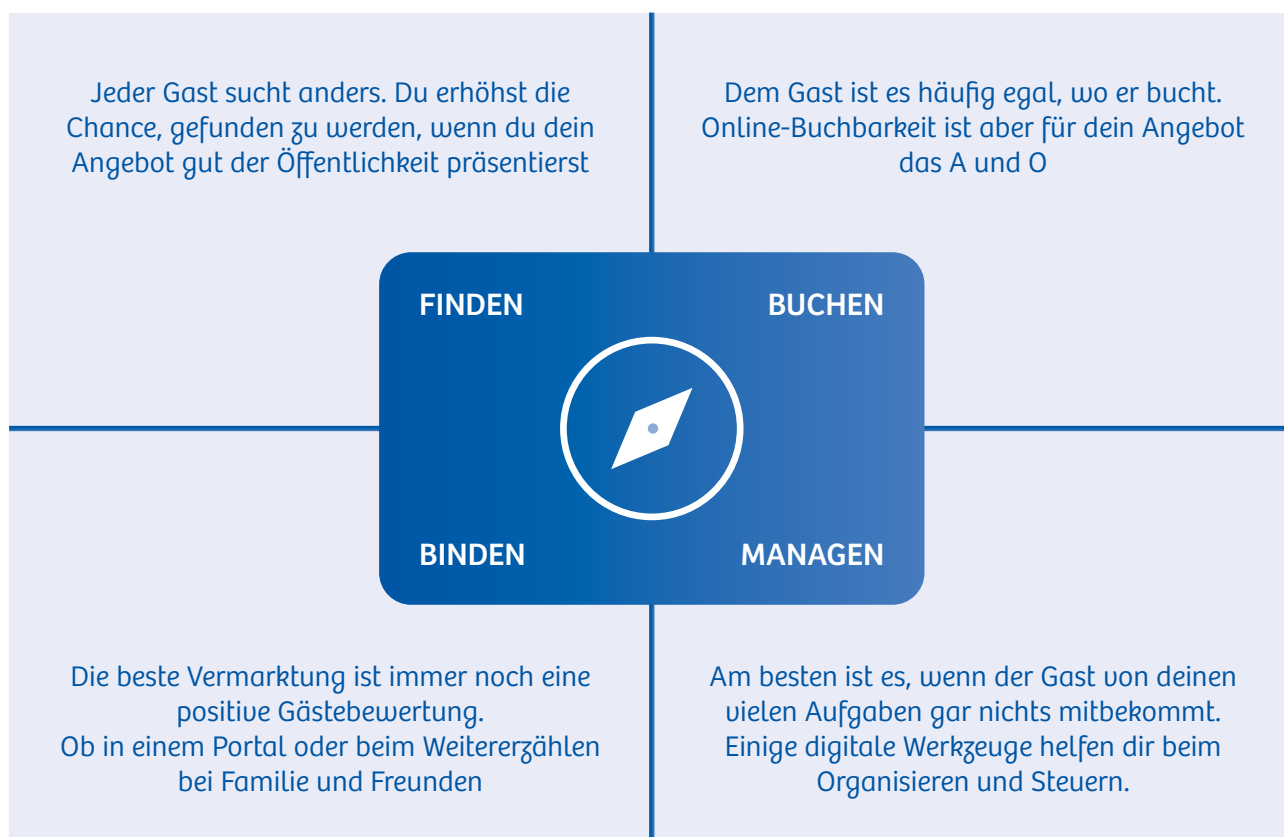 Jeder Gast sucht anders. Du erhöhst die
Chance, gefunden zu werden, wenn du dein
Angebot gut der Öffentlichkeit präsentierst
Dem Gast ist es häufig egal, wo er bucht.
Online-Buchbarkeit ist aber für dein Angebot
das A und O
FINDEN
BUCHEN
BINDEN
MANAGEN
Die beste Vermarktung ist immer noch eine
positive Gästebewertung.
Ob in einem Portal oder beim Weitererzählen
bei Familie und Freunden
Am besten ist es, wenn der Gast von deinen
vielen Aufgaben gar nichts mitbekommt.
Einige digitale Werkzeuge helfen dir beim
Organisieren und Steuern.